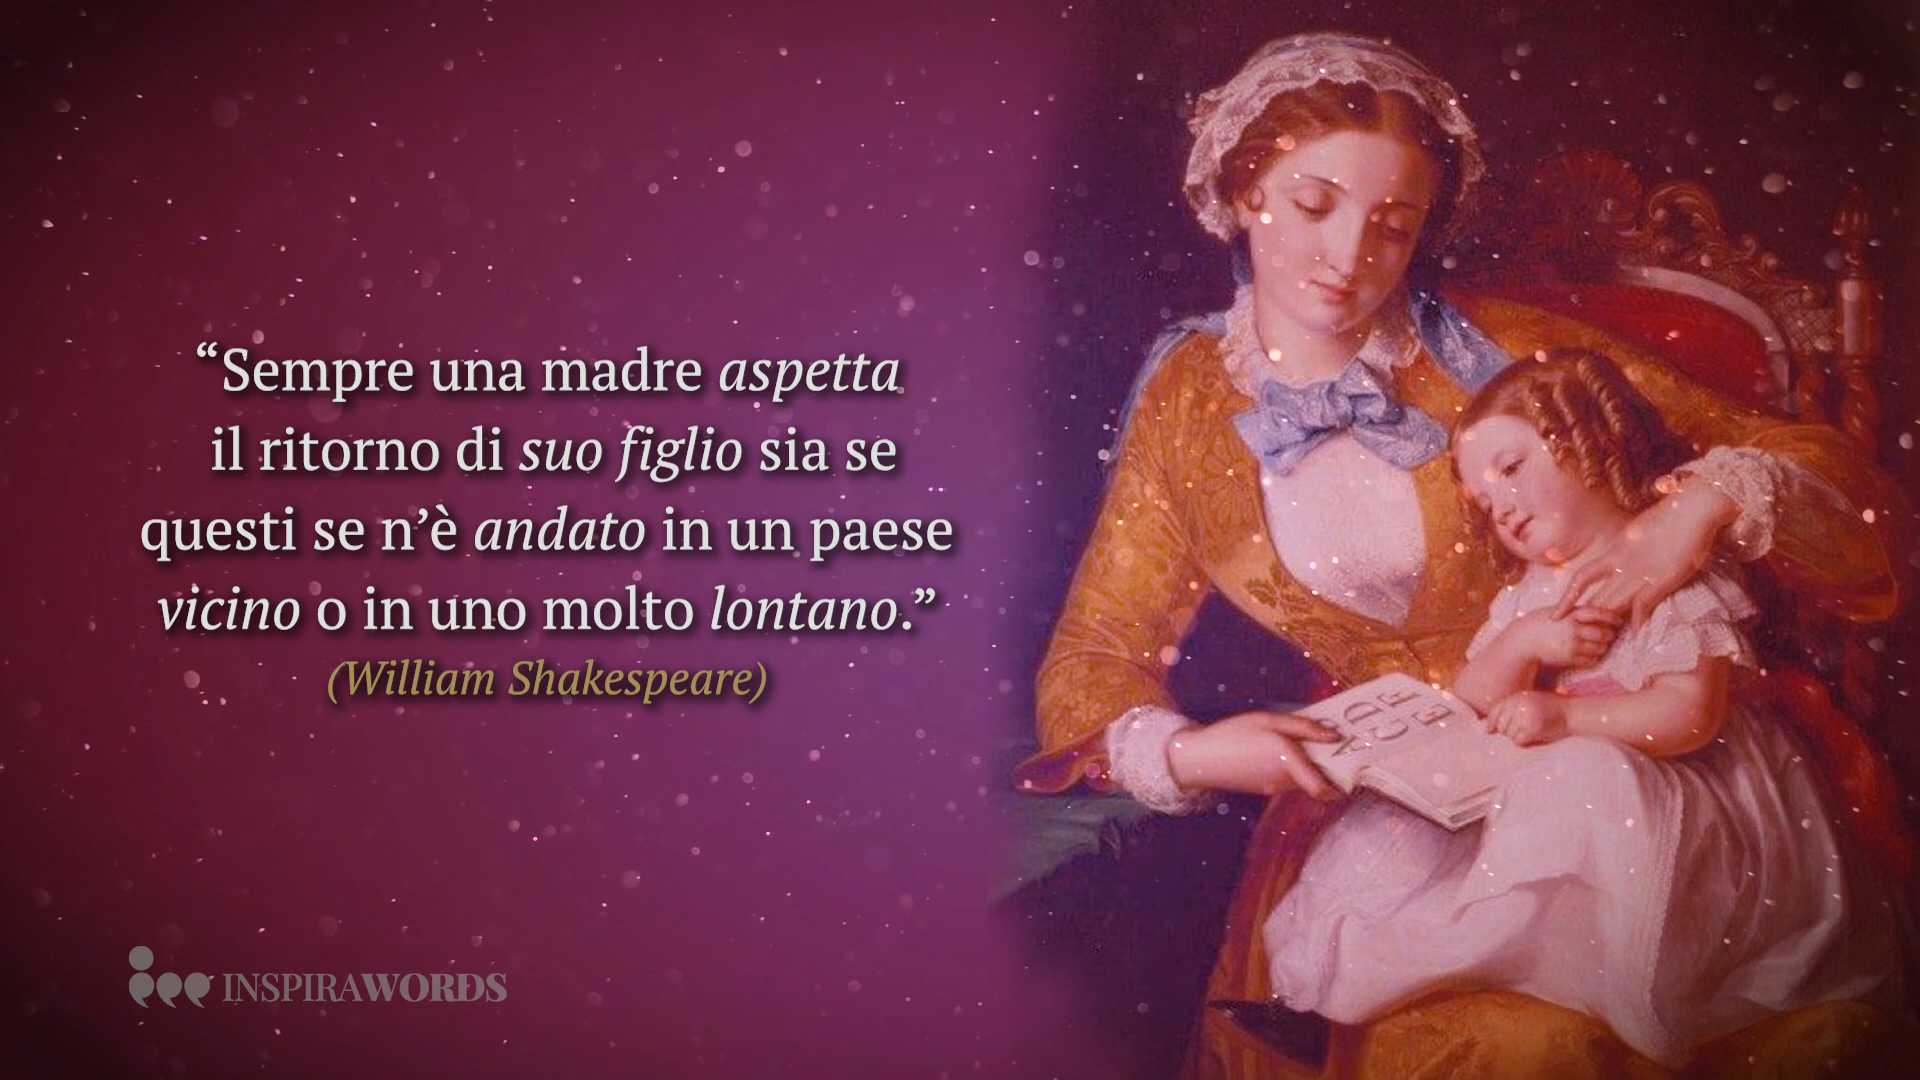 “Sempre una madre aspetta
il ritorno di suo figlio sia se
questi se n’è andato in un paese
vicino o in uno molto lontano.”
(William Shakespeare)
INSPIRAWORDS